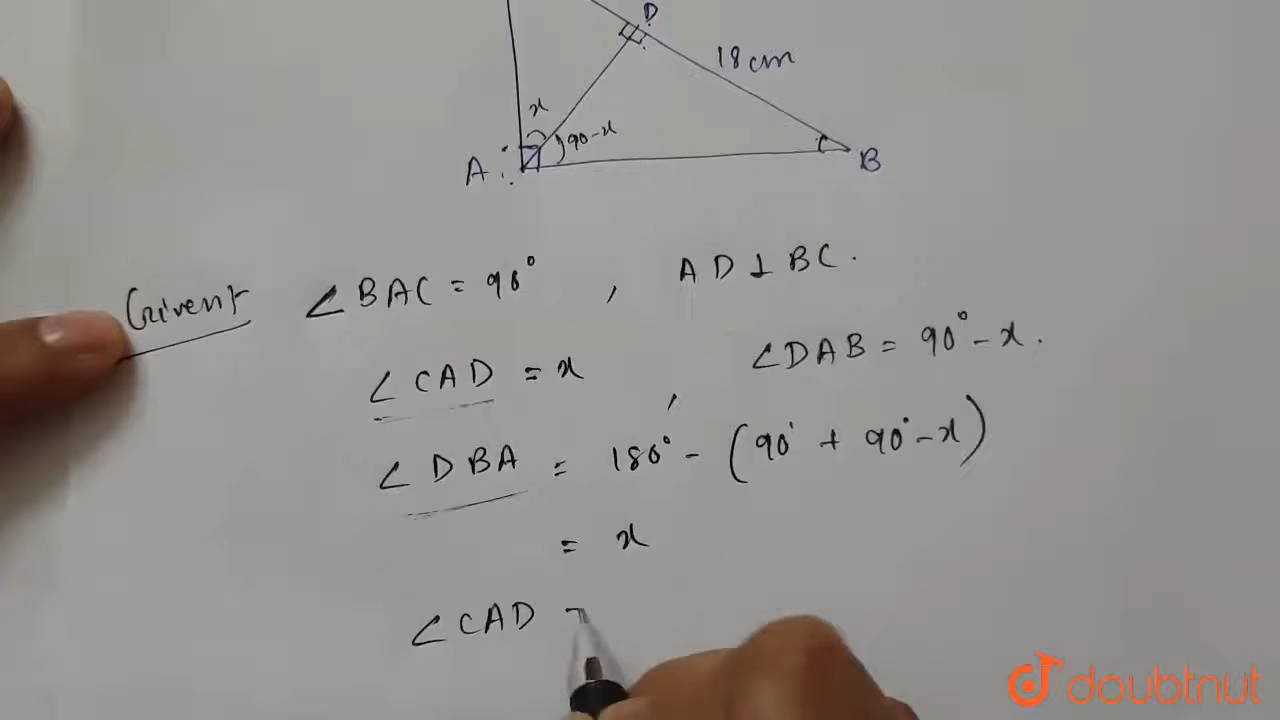 D
18 cm
x
90-x
A
B
Given ∠BAC = 90° , AD ⊥ BC.
∠CAD = x , ∠DAB = 90° - x.
∠DBA = 180° - (90° + 90° - x)
= x
∠CAD =
doubtnut